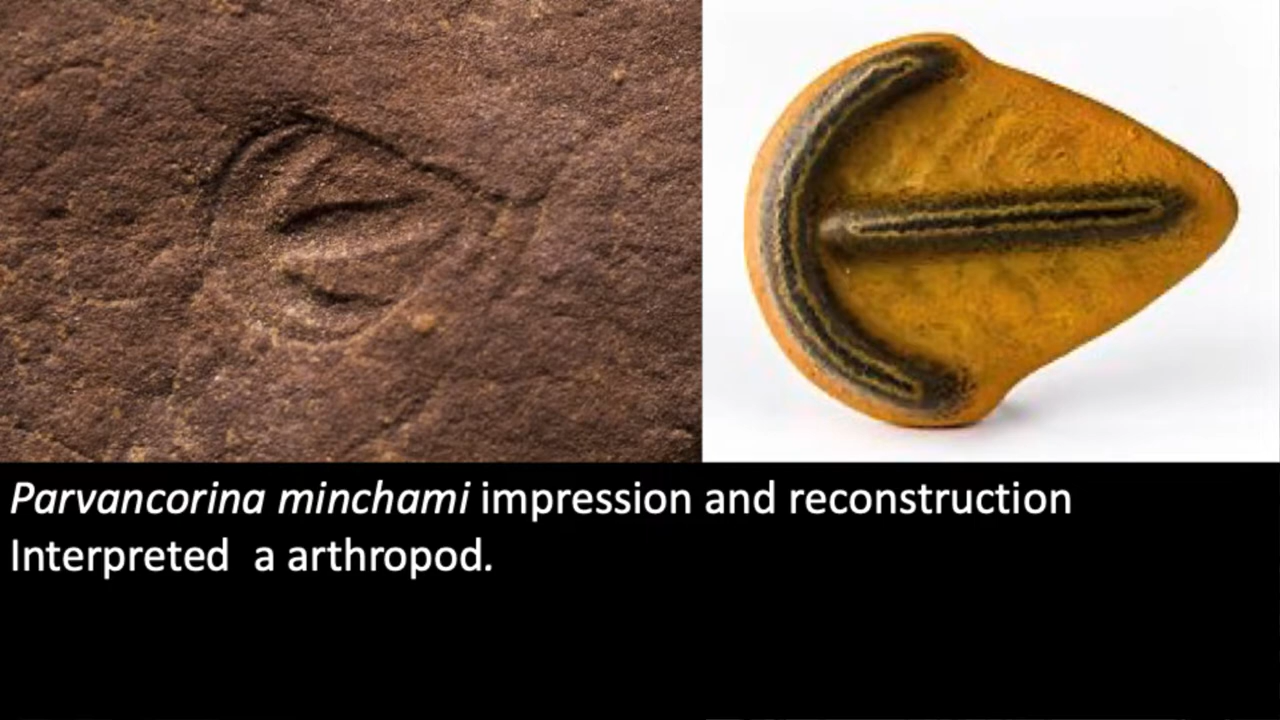 Parvancorina minchami impression and reconstruction
Interpreted  a arthropod.